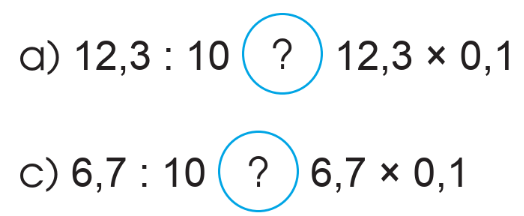 a) 12,3 : 10 ? 12,3 × 0,1
c) 6,7 : 10 ? 6,7 × 0,1